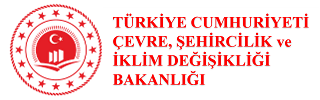 TÜRKİYE CUMHURİYETİ
ÇEVRE, ŞEHİRCİLİK ve
İKLİM DEĞİŞİKLİĞİ
BAKANLIĞI